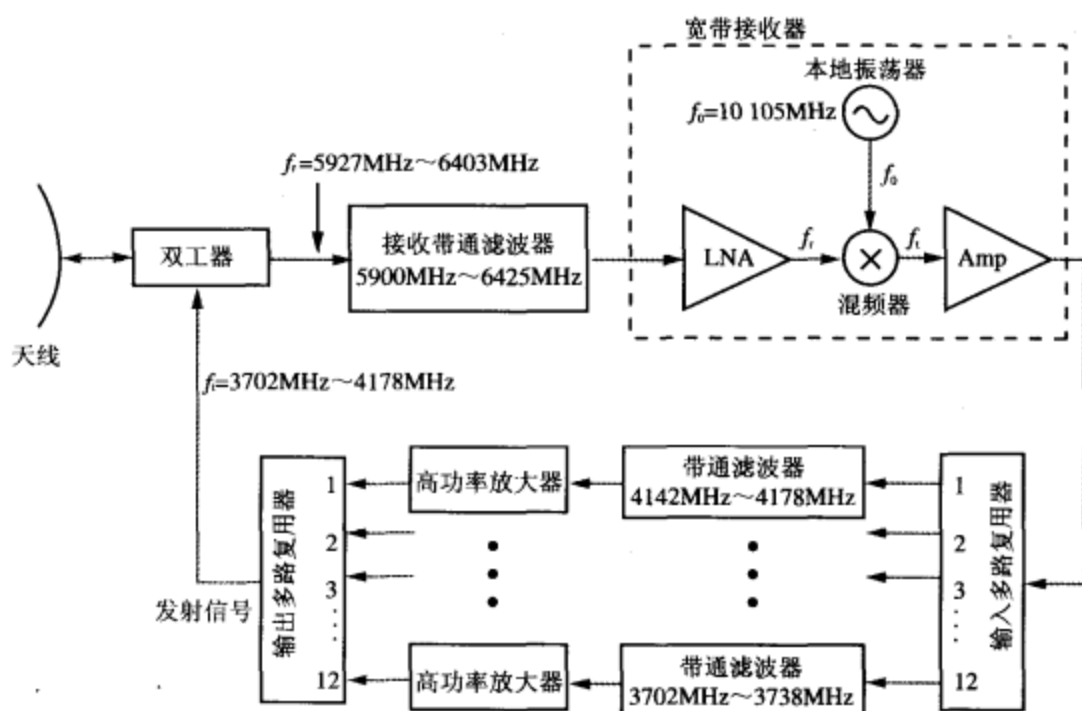 宽带接收器
本地振荡器
f₀=10 105MHz
f₀
fᵣ=5927MHz～6403MHz
双工器
接收带通滤波器
5900MHz～6425MHz
LNA
fᵣ
混频器
fₜ
Amp
天线
fₜ=3702MHz～4178MHz
发射信号
输出多路复用器
1
2
3
12
高功率放大器
高功率放大器
带通滤波器
4142MHz～4178MHz
带通滤波器
3702MHz～3738MHz
1
2
3
12
输入多路复用器